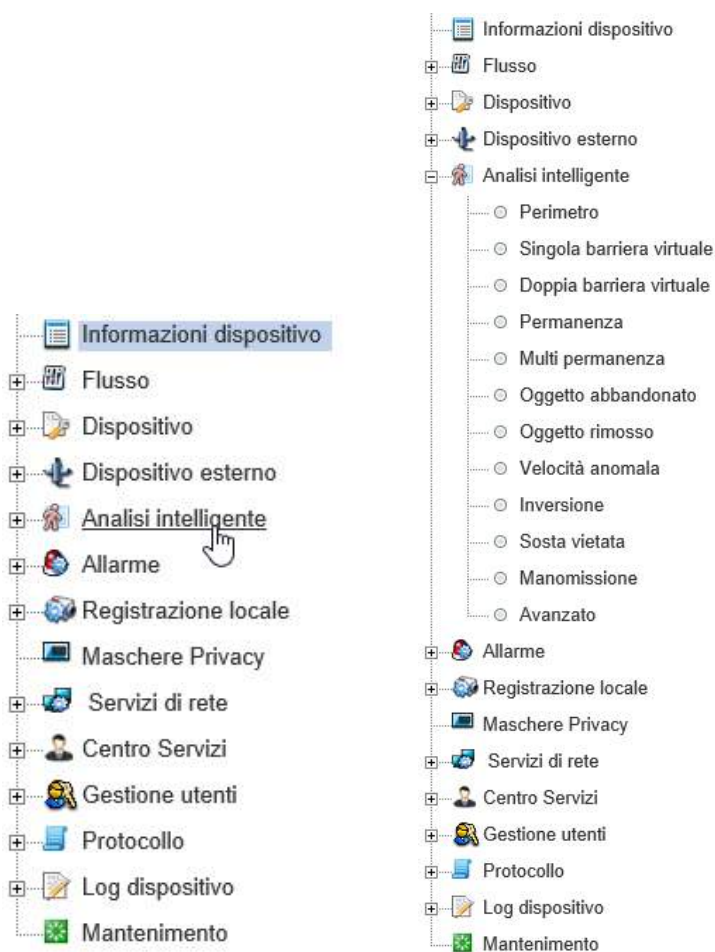 Informazioni dispositivo
Flusso
Dispositivo
Dispositivo esterno
Analisi intelligente
Allarme
Registrazione locale
Maschere Privacy
Servizi di rete
Centro Servizi
Gestione utenti
Protocollo
Log dispositivo
Mantenimento
Informazioni dispositivo
Flusso
Dispositivo
Dispositivo esterno
Analisi intelligente
Perimetro
Singola barriera virtuale
Doppia barriera virtuale
Permanenza
Multi permanenza
Oggetto abbandonato
Oggetto rimosso
Velocità anomala
Inversione
Sosta vietata
Manomissione
Avanzato
Allarme
Registrazione locale
Maschere Privacy
Servizi di rete
Centro Servizi
Gestione utenti
Protocollo
Log dispositivo
Mantenimento